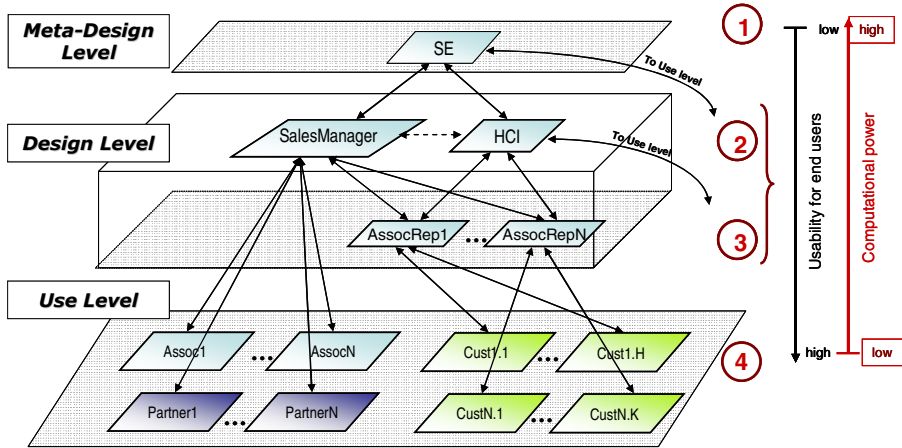 Meta-Design
Level
SE
1
low
high
To Use level
Design Level
SalesManager
HCI
2
To Use level
AssocRep1
...
AssocRepN
3
Usability for end users
Computational power
Use Level
Assoc1
...
AssocN
Cust1.1
...
Cust1.H
4
high
low
Partner1
...
PartnerN
CustN.1
...
CustN.K